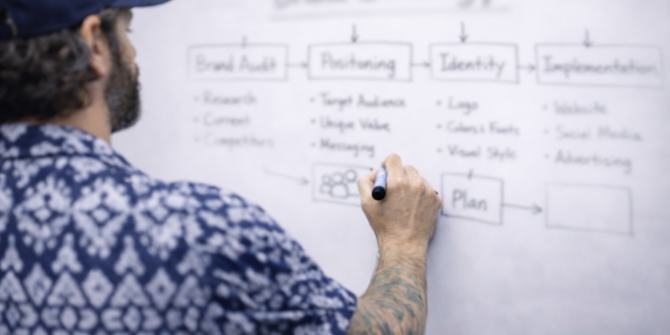 Brand Audit
Positioning
Identity
Implementation
• Research
• Current
• Competitors
• Target Audience
• Unique Value
• Messaging
• Logo
• Colors & Fonts
• Visual Style
• Website
• Social Media
• Advertising
Plan